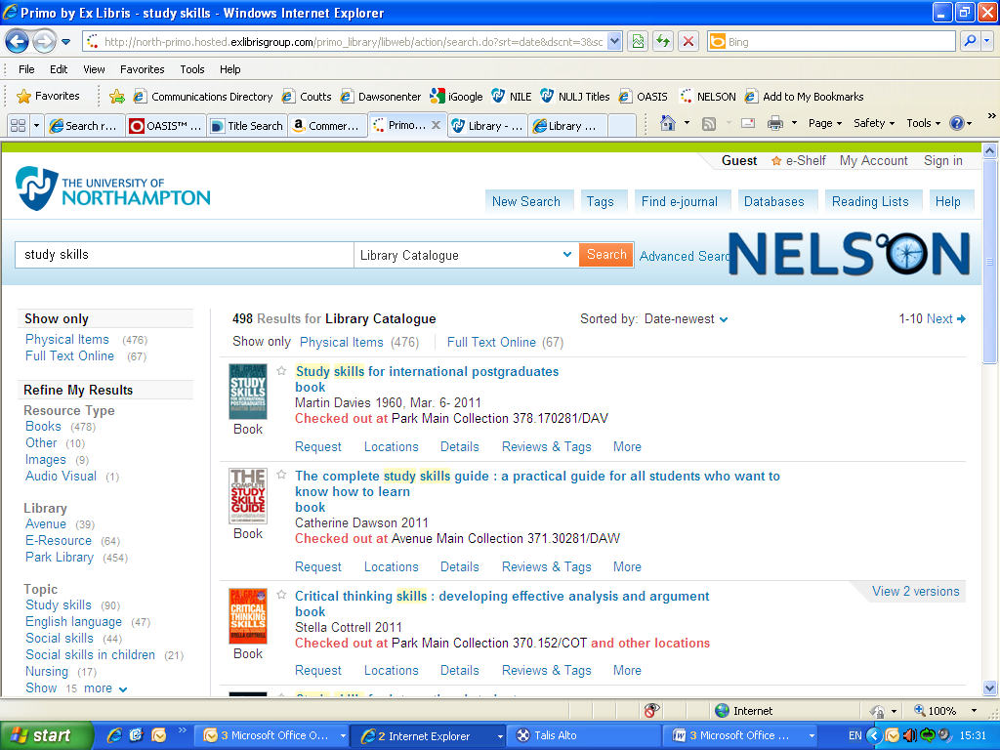 Primo by Ex Libris - study skills - Windows Internet Explorer
http://north-primo.hosted.exlibrisgroup.com/primo_library/libweb/action/search.do?srt=date&dscnt=3&sc
Bing
File Edit View Favorites Tools Help
Favorites Communications Directory Coutts Dawsonenter iGoogle NILE NULJ Titles OASIS NELSON Add to My Bookmarks
Search r... OASIS™ ... Title Search Commer... Primo... Library - ... Library ... Page Safety Tools
Guest e-Shelf My Account Sign in
THE UNIVERSITY OF
NORTHAMPTON
New Search Tags Find e-journal Databases Reading Lists Help
study skills Library Catalogue Search Advanced Searc NELSON
Show only
Physical Items (476)
Full Text Online (67)
Refine My Results
Resource Type
Books (478)
Other (10)
Images (9)
Audio Visual (1)
Library
Avenue (39)
E-Resource (64)
Park Library (454)
Topic
Study skills (90)
English language (47)
Social skills (44)
Social skills in children (21)
Nursing (17)
Show 15 more
498 Results for Library Catalogue Sorted by: Date-newest 1-10 Next
Show only Physical Items (476) Full Text Online (67)
STUDY
SKILLS
Book
Study skills for international postgraduates
book
Martin Davies 1960, Mar. 6- 2011
Checked out at Park Main Collection 378.170281/DAV
Request Locations Details Reviews & Tags More
THE
COMPLETE
STUDY
SKILLS
GUIDE
Book
The complete study skills guide : a practical guide for all students who want to
know how to learn
book
Catherine Dawson 2011
Checked out at Avenue Main Collection 371.30281/DAW
Request Locations Details Reviews & Tags More
CRITICAL
THINKING
SKILLS
Book
Critical thinking skills : developing effective analysis and argument
book
Stella Cottrell 2011
Checked out at Park Main Collection 370.152/COT and other locations
View 2 versions
Request Locations Details Reviews & Tags More
Internet 100%
start 3 Microsoft Office O... 2 Internet Explorer Talis Alto 3 Microsoft Office ... EN 15:31